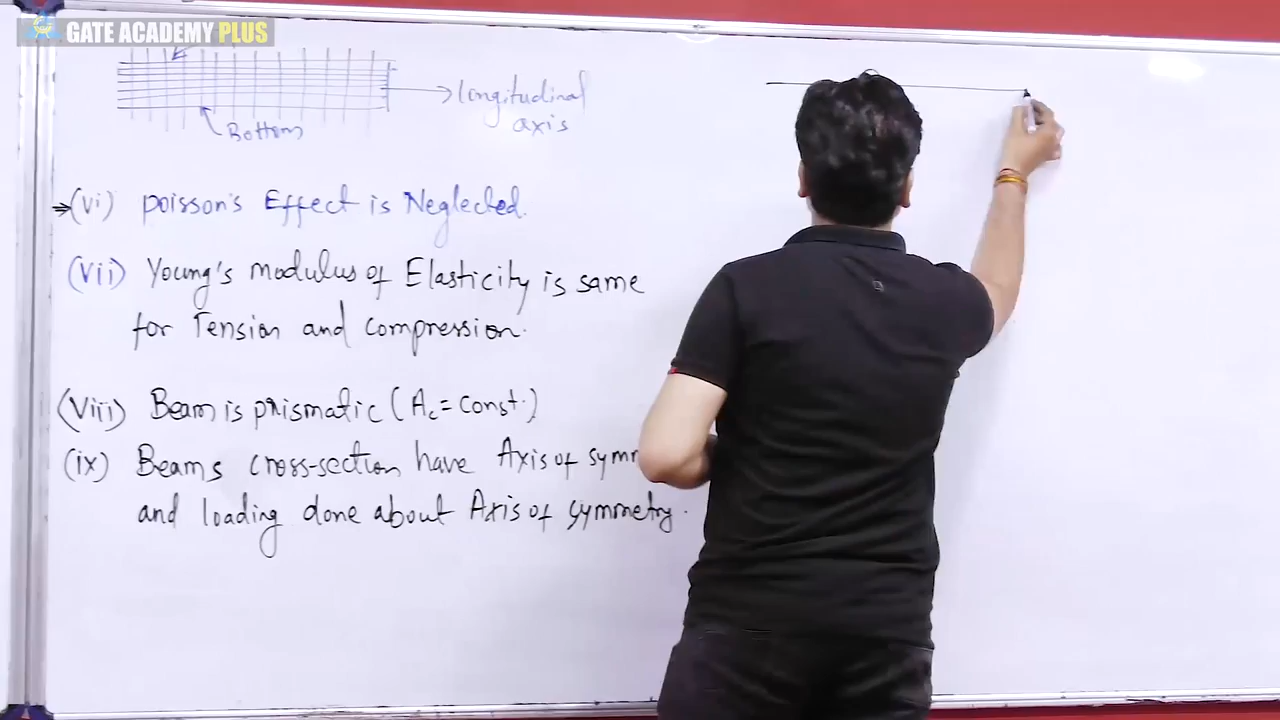 GATE ACADEMY PLUS
longitudinal
axis
Bottom
(vi) poisson's Effect is Neglected.
(vii) Young's modulus of Elasticity is same
for Tension and compression.
(viii) Beam is prismatic (Ac = const.)
(ix) Beams cross-section have Axis of symm
and loading done about Axis of symmetry.